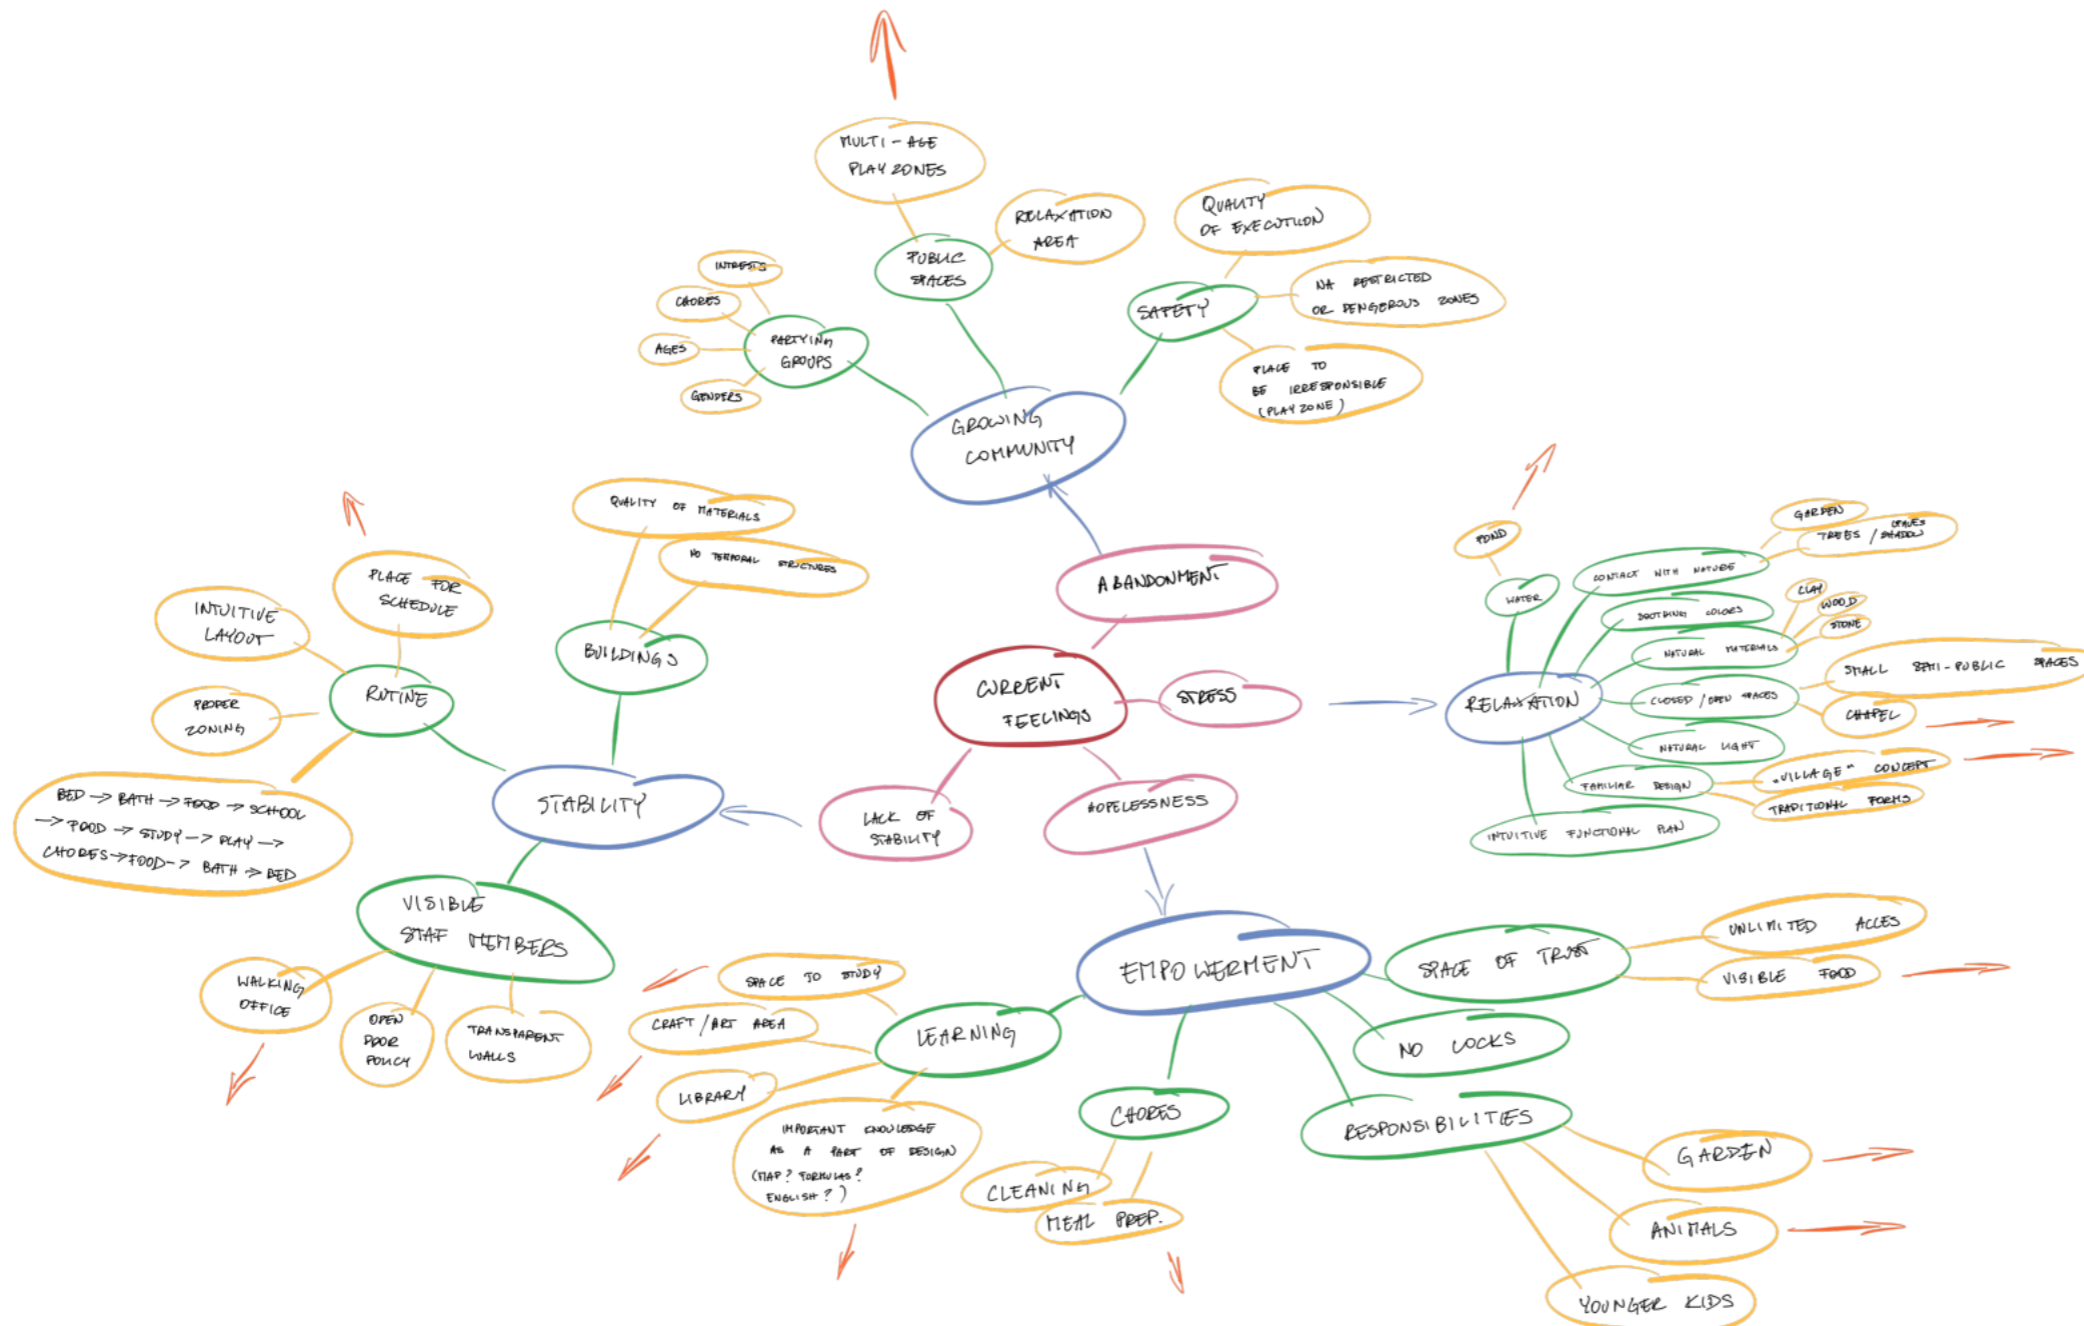 MULTI-AGE
PLAY ZONES
RELAXATION
AREA
PUBLIC
SPACES
QUALITY
OF EXECUTION
NA RESTRICTED
OR DENGEROUS ZONES
SAFETY
PLACE TO
BE IRRESPONSIBLE
(PLAY ZONE)
INTRESTS
CHORES
AGES
GENDERS
PARTYING
GROUPS
GROWING
COMMUNITY
QUALITY OF MATERIALS
NO TEMPORAL STRUCTURES
BUILDINGS
PLACE FOR
SCHEDULE
INTUITIVE
LAYOUT
RUTINE
PROPER
ZONING
BED → BATH → FOOD → SCHOOL
→ FOOD → STUDY → PLAY →
CHORES → FOOD → BATH → BED
STABILITY
VISIBLE
STAF MEMBERS
WALKING
OFFICE
OPEN
DOOR
POLICY
TRANSPARENT
WALLS
ABANDONMENT
CURRENT
FEELINGS
STRESS
LACK OF
STABILITY
HOPELESSNESS
POND
WATER
GARDEN
TREES / SHADOW
CONTACT WITH NATURE
SOOTHING COLORS
CLAY
WOOD
STONE
NATURAL MATERIALS
SMALL SEMI-PUBLIC SPACES
CLOSED / OPEN SPACES
CHAPEL
RELAXATION
NATURAL LIGHT
"VILLAGE" CONCEPT
FAMILIAR DESIGN
TRADITIONAL FORMS
INTUITIVE FUNCTIONAL PLAN
EMPOWERMENT
SPACE OF TRUST
UNLIMITED ACCES
VISIBLE FOOD
NO LOCKS
RESPONSIBILITIES
GARDEN
ANIMALS
YOUNGER KIDS
CHORES
CLEANING
MEAL PREP.
LEARNING
SPACE TO STUDY
CRAFT/ART AREA
LIBRARY
IMPORTANT KNOWLEDGE
AS A PART OF DESIGN
(MAP? FORMULAS?
ENGLISH?)